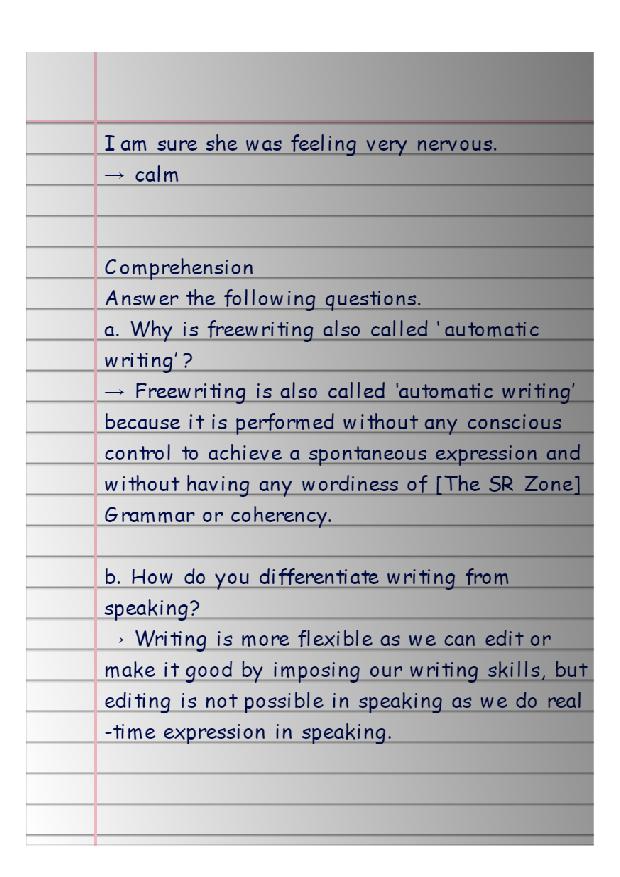 I am sure she was feeling very nervous.
→ calm
Comprehension
Answer the following questions.
a. Why is freewriting also called 'automatic
writing'?
→ Freewriting is also called 'automatic writing'
because it is performed without any conscious
control to achieve a spontaneous expression and
without having any wordiness of [The SR Zone]
Grammar or coherency.
b. How do you differentiate writing from
speaking?
→ Writing is more flexible as we can edit or
make it good by imposing our writing skills, but
editing is not possible in speaking as we do real
-time expression in speaking.